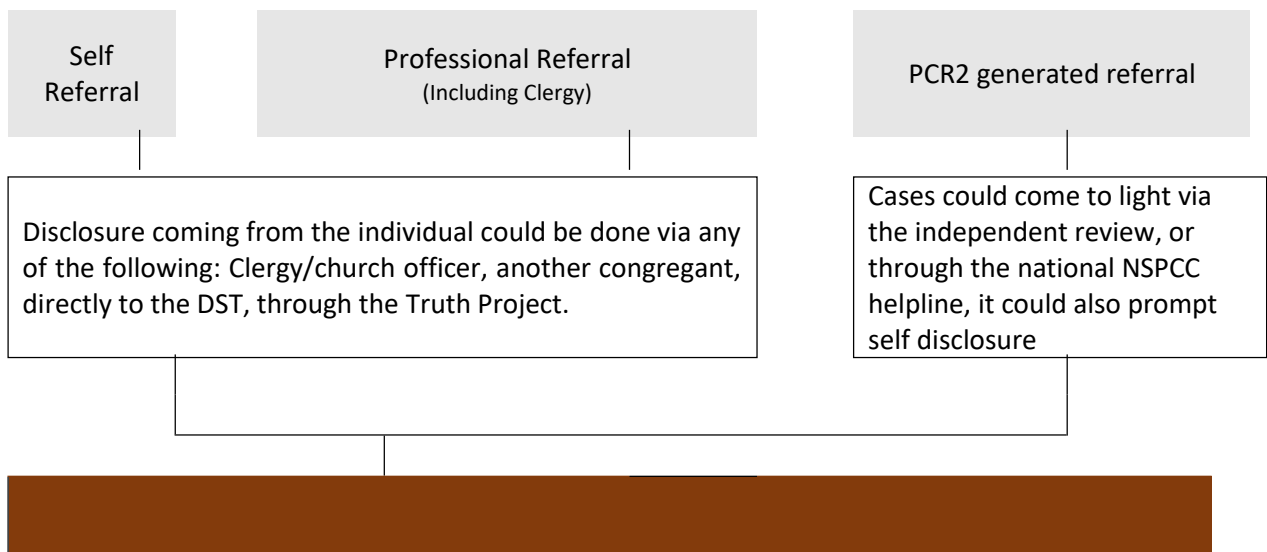 Self
Referral
Professional Referral
(Including Clergy)
PCR2 generated referral
Disclosure coming from the individual could be done via any
of the following: Clergy/church officer, another congregant,
directly to the DST, through the Truth Project.
Cases could come to light via
the independent review, or
through the national NSPCC
helpline, it could also prompt
self disclosure